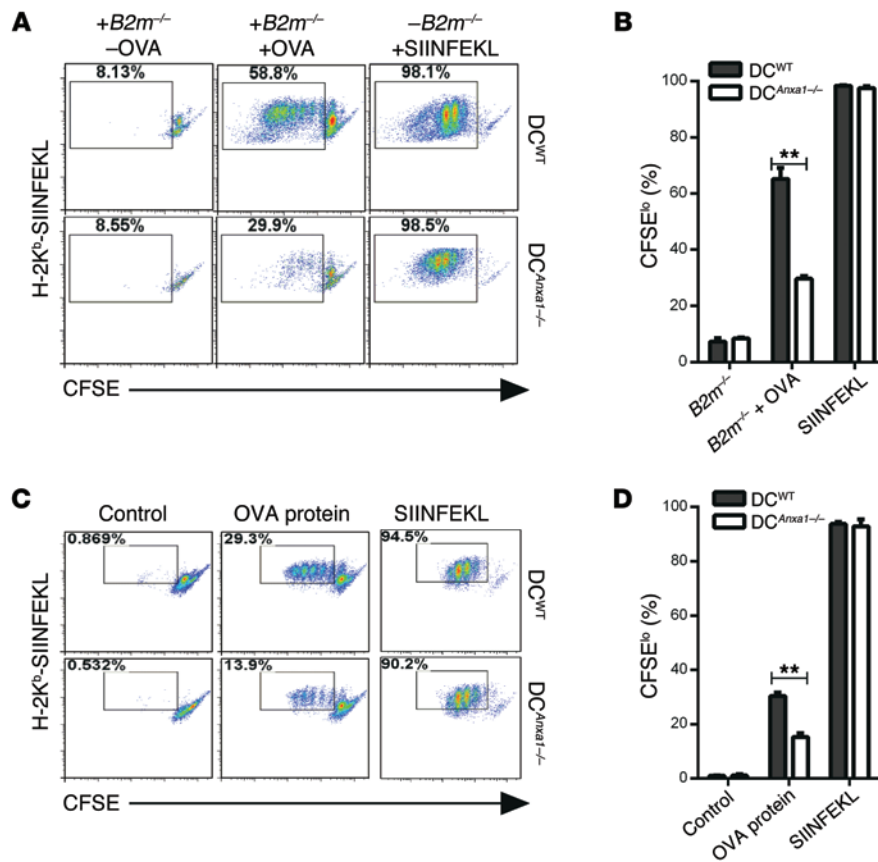 A
+B2m⁻/⁻ –OVA
+B2m⁻/⁻ +OVA
–B2m⁻/⁻ +SIINFEKL
8.13%
58.8%
98.1%
DCᵂᵀ
8.55%
29.9%
98.5%
DCᴬⁿˣᵃ¹⁻/⁻
H-2Kᵇ-SIINFEKL
CFSE
B
DCᵂᵀ
DCᴬⁿˣᵃ¹⁻/⁻
**
100
80
60
40
20
0
CFSEˡᵒ (%)
B2m⁻/⁻
B2m⁻/⁻ + OVA
SIINFEKL
C
Control
OVA protein
SIINFEKL
0.869%
29.3%
94.5%
DCᵂᵀ
0.532%
13.9%
90.2%
DCᴬⁿˣᵃ¹⁻/⁻
H-2Kᵇ-SIINFEKL
CFSE
D
DCᵂᵀ
DCᴬⁿˣᵃ¹⁻/⁻
**
100
80
60
40
20
0
CFSEˡᵒ (%)
Control
OVA protein
SIINFEKL